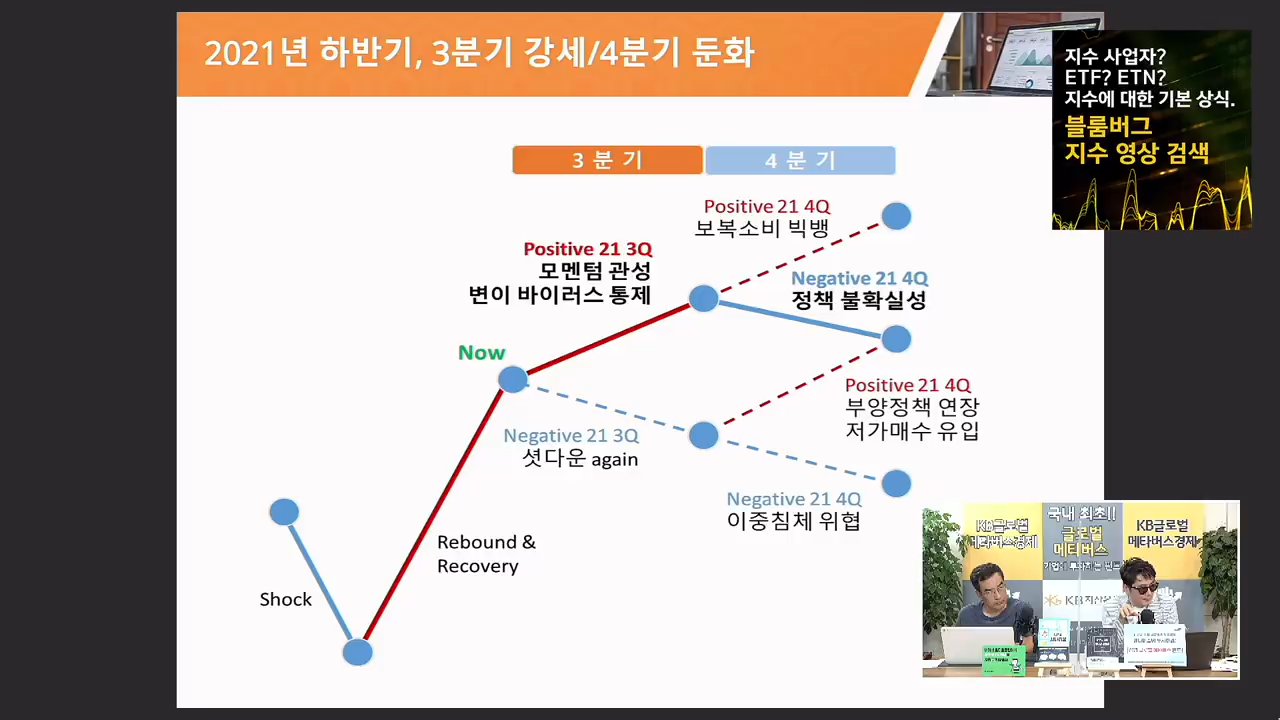 2021년 하반기, 3분기 강세/4분기 둔화
지수 사업자?
ETF? ETN?
지수에 대한 기본 상식.
블룸버그
지수 영상 검색
3 분 기
4 분 기
Positive 21 4Q
보복소비 빅뱅
Positive 21 3Q
모멘텀 관성
변이 바이러스 통제
Negative 21 4Q
정책 불확실성
Now
Positive 21 4Q
부양정책 연장
저가매수 유입
Negative 21 3Q
셧다운 again
Negative 21 4Q
이중침체 위협
Rebound &
Recovery
Shock
KB글로벌
메타버스경제
국내 최초!!
글로벌
메타버스
KB글로벌
메타버스경제